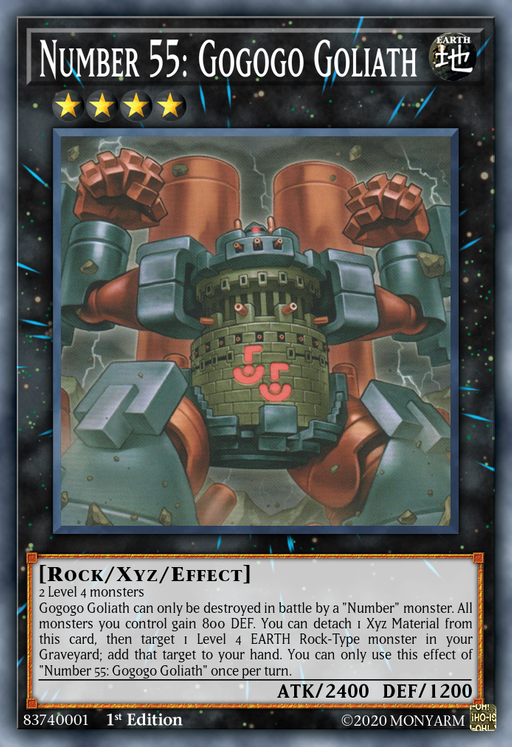 Number 55: Gogogo Goliath
EARTH
地
55
[Rock/Xyz/Effect]
2 Level 4 monsters
Gogogo Goliath can only be destroyed in battle by a "Number" monster. All
monsters you control gain 800 DEF. You can detach 1 Xyz Material from
this card, then target 1 Level 4 EARTH Rock-Type monster in your
Graveyard; add that target to your hand. You can only use this effect of
"Number 55: Gogogo Goliath" once per turn.
ATK/2400 DEF/1200
83740001 1st Edition ©2020 MONYARM